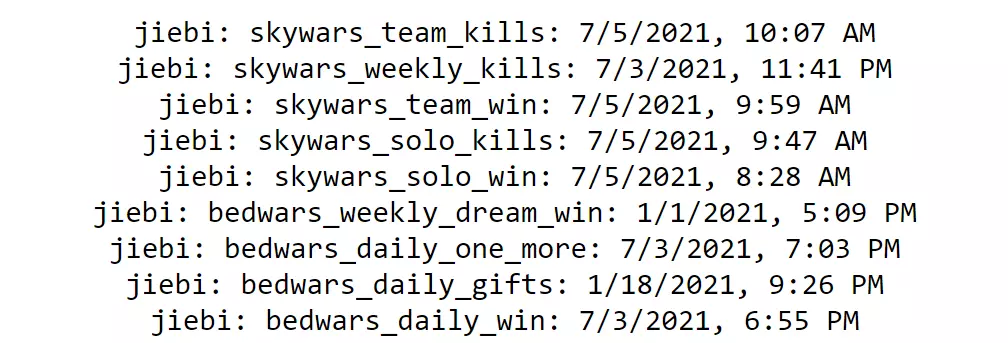 jiebi: skywars_team_kills: 7/5/2021, 10:07 AM
jiebi: skywars_weekly_kills: 7/3/2021, 11:41 PM
jiebi: skywars_team_win: 7/5/2021, 9:59 AM
jiebi: skywars_solo_kills: 7/5/2021, 9:47 AM
jiebi: skywars_solo_win: 7/5/2021, 8:28 AM
jiebi: bedwars_weekly_dream_win: 1/1/2021, 5:09 PM
jiebi: bedwars_daily_one_more: 7/3/2021, 7:03 PM
jiebi: bedwars_daily_gifts: 1/18/2021, 9:26 PM
jiebi: bedwars_daily_win: 7/3/2021, 6:55 PM